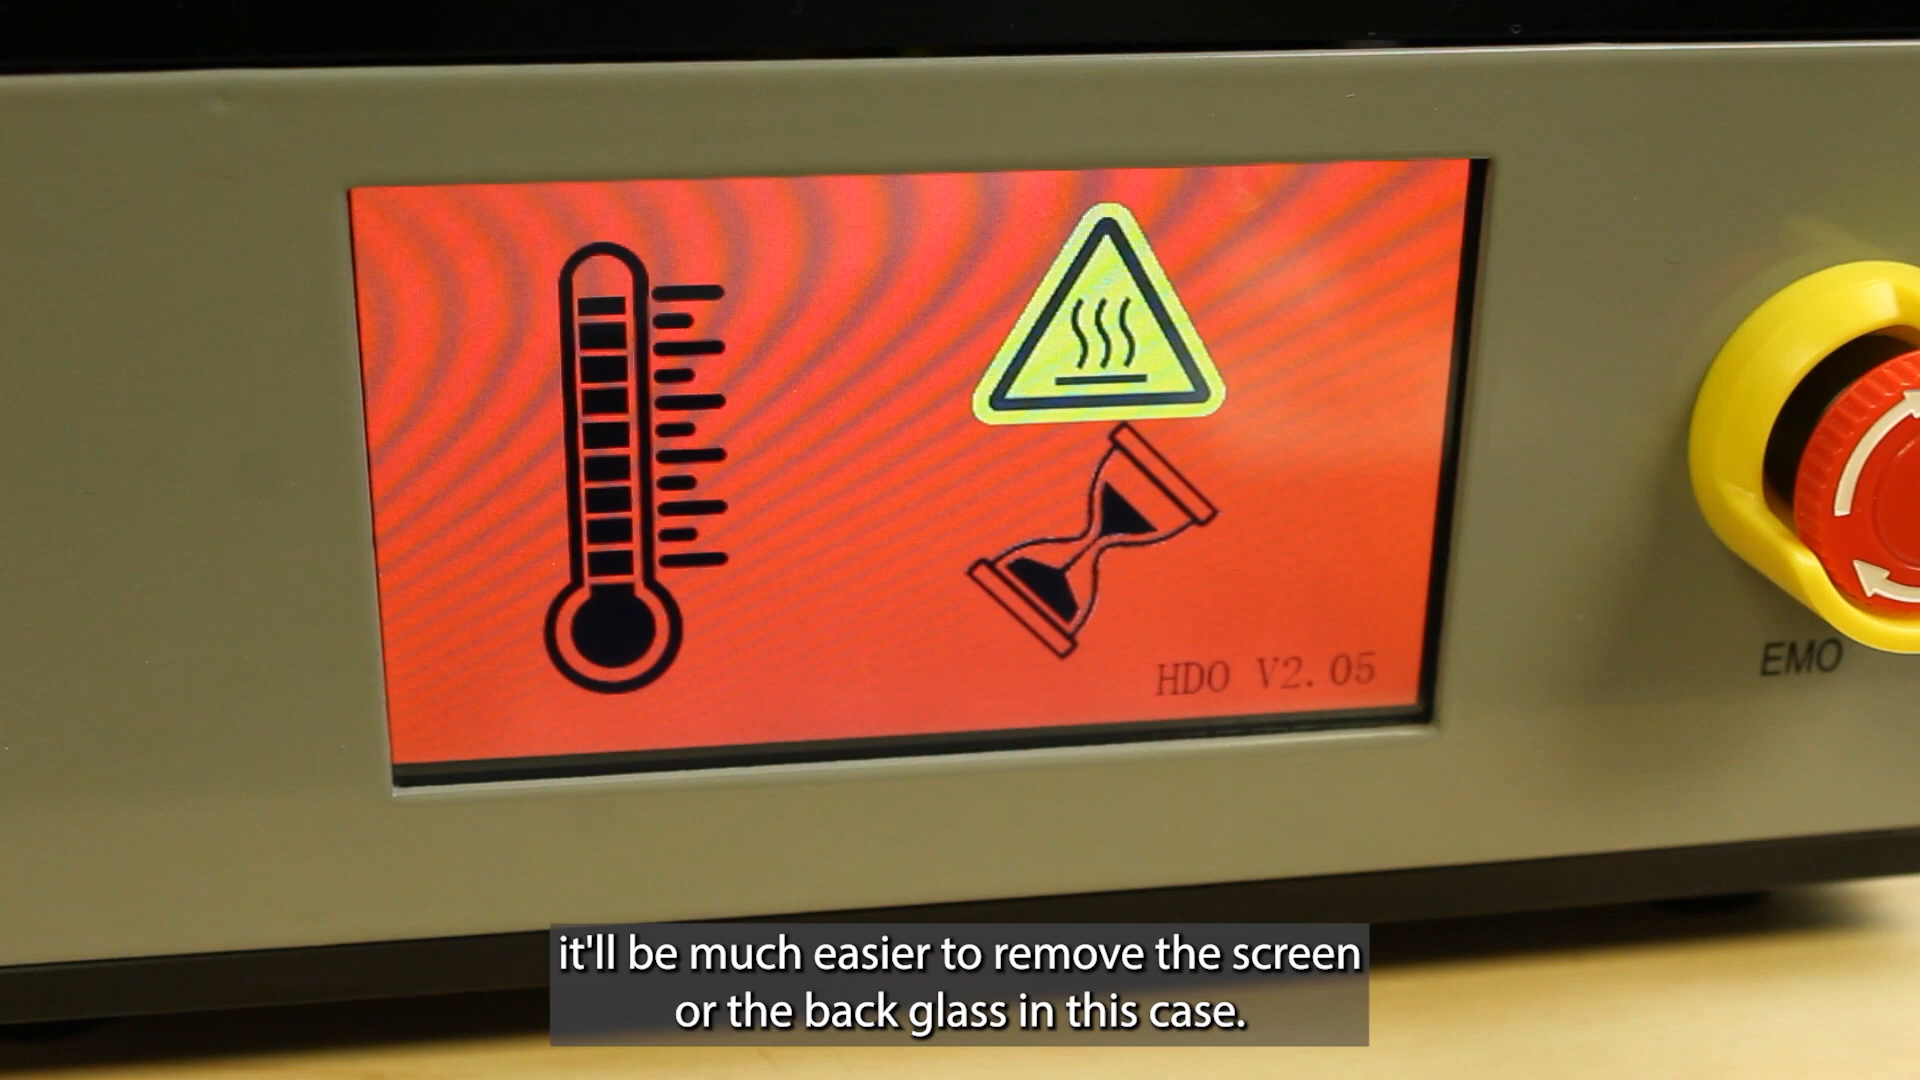 HDO V2.05
EMO
it'll be much easier to remove the screen
or the back glass in this case.